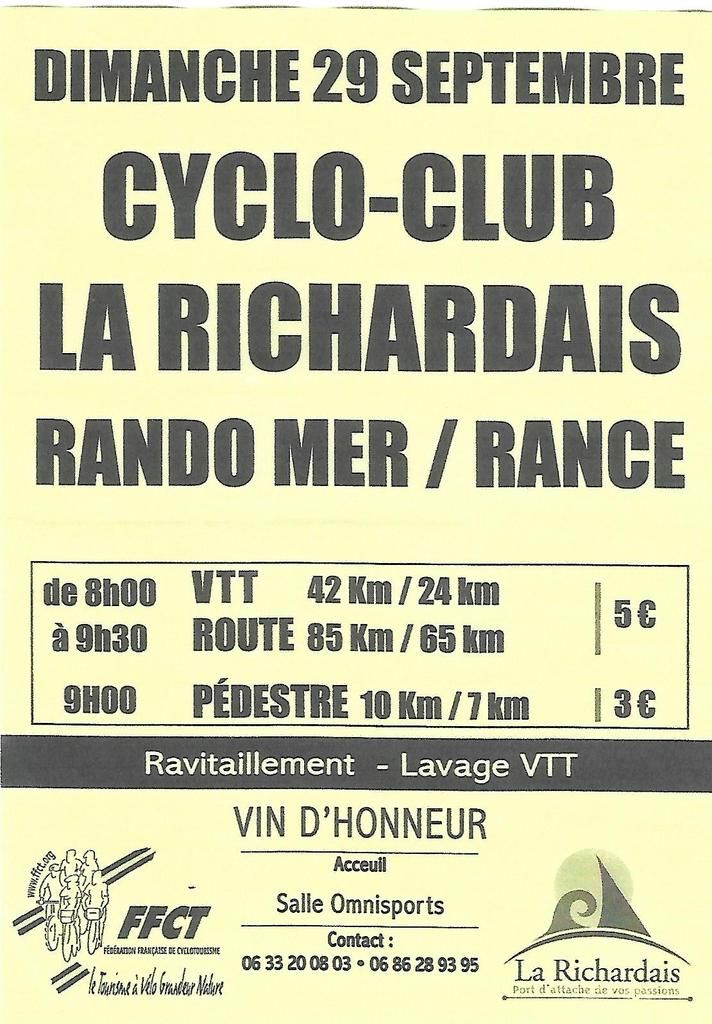 DIMANCHE 29 SEPTEMBRE
CYCLO-CLUB
LA RICHARDAIS
RANDO MER / RANCE
de 8h00 VTT 42 Km / 24 km
à 9h30 ROUTE 85 Km / 65 km
5 €
9H00 PÉDESTRE 10 Km / 7 km 3 €
Ravitaillement - Lavage VTT
VIN D'HONNEUR
Acceuil
Salle Omnisports
Contact :
06 33 20 08 03 • 06 86 28 93 95
www.ffct.org
FFCT
FÉDÉRATION FRANÇAISE DE CYCLOTOURISME
le Tourisme à Vélo Grandeur Nature
La Richardais
Port d'attache de vos passions